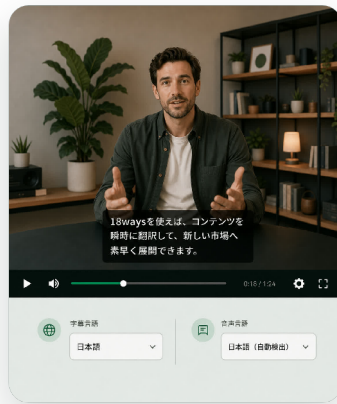 18waysを使えば、コンテンツを
瞬時に翻訳して、新しい市場へ
素早く展開できます。
0:16 / 1:24
字幕言語
音声言語
日本語
日本語（自動検出）